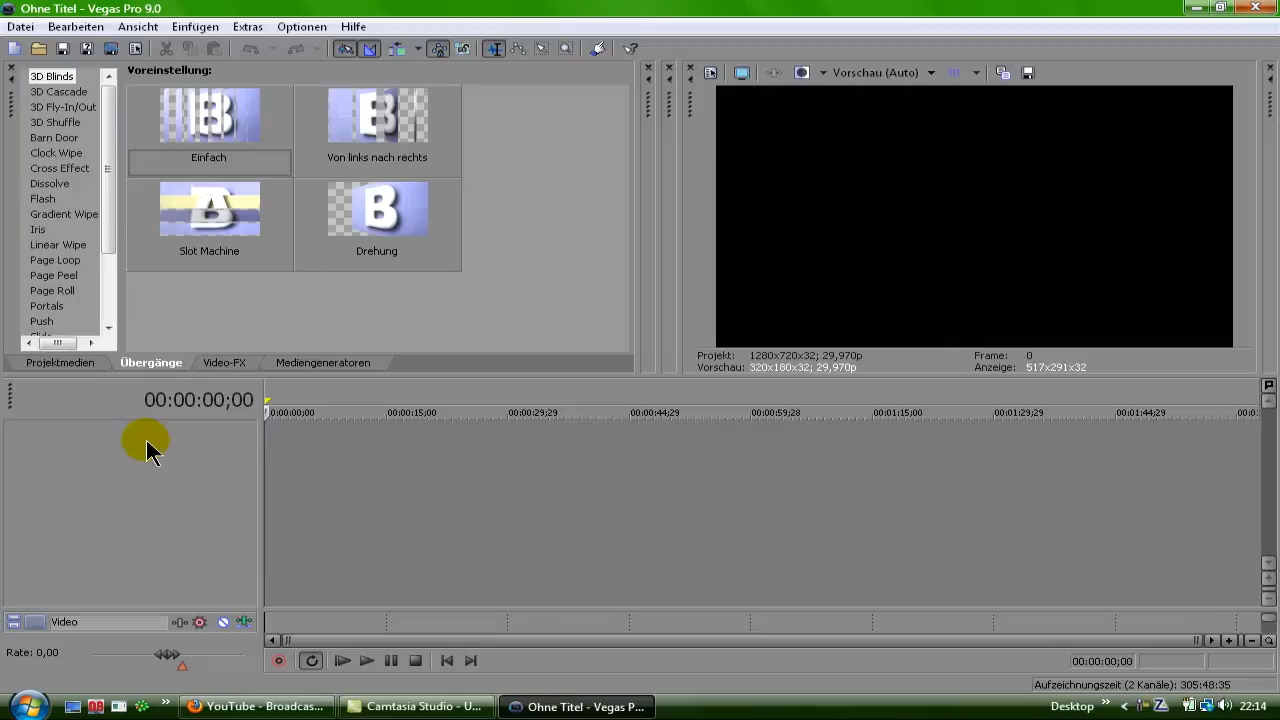 Ohne Titel - Vegas Pro 9.0
Datei Bearbeiten Ansicht Einfügen Extras Optionen Hilfe
Voreinstellung:
3D Blinds
3D Cascade
3D Fly-In/Out
3D Shuffle
Barn Door
Clock Wipe
Cross Effect
Dissolve
Flash
Gradient Wipe
Iris
Linear Wipe
Page Loop
Page Peel
Page Roll
Portals
Push
Slide
Einfach
Von links nach rechts
Slot Machine
Drehung
Vorschau (Auto)
Projektmedien Übergänge Video-FX Mediengeneratoren
Projekt: 1280x720x32; 29,970p Frame: 0
Vorschau: 320x180x32; 29,970p Anzeige: 517x291x32
00:00:00;00
0:00:00;00 00:00:15;00 00:00:29;29 00:00:44;29 00:00:59;28 00:01:15;00 00:01:29;29 00:01:44;29 00:0
Video
Rate: 0,00
00:00:00;00
Aufzeichnungszeit (2 Kanäle): 305:48:35
YouTube - Broadcas... Camtasia Studio - U... Ohne Titel - Vegas P... Desktop 22:14